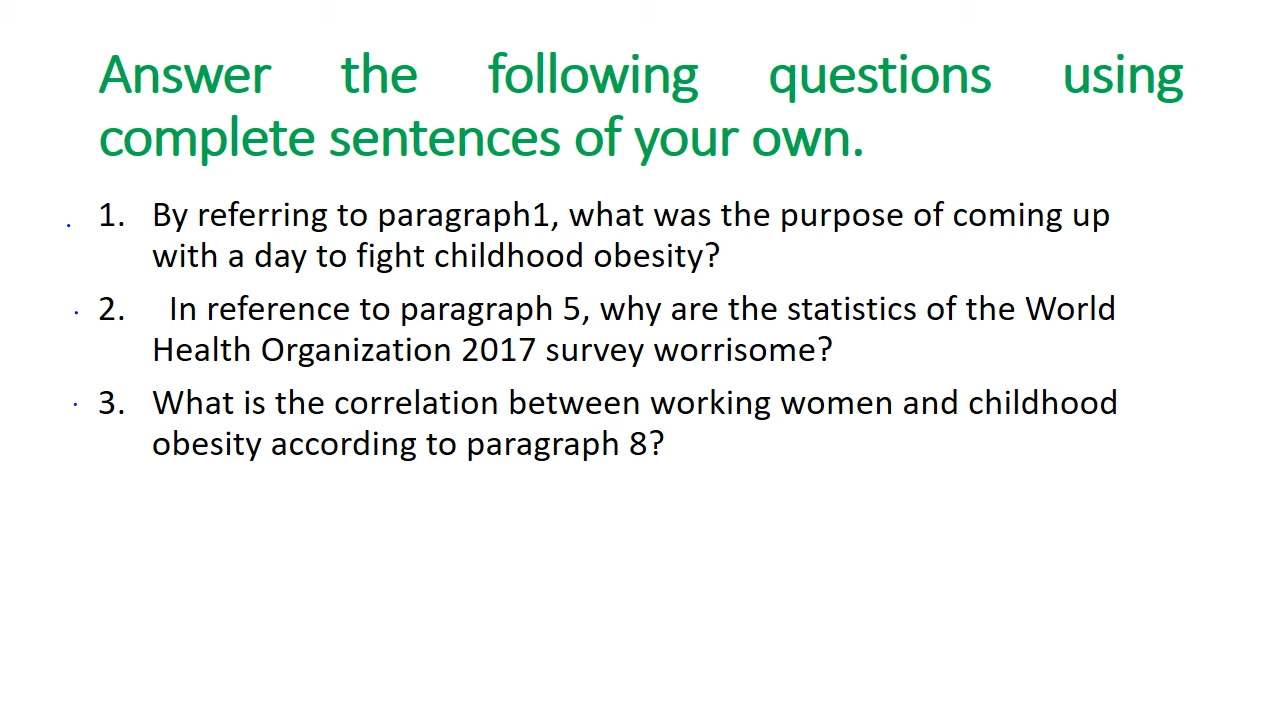 Answer the following questions using
complete sentences of your own.
1. By referring to paragraph1, what was the purpose of coming up
with a day to fight childhood obesity?
2. In reference to paragraph 5, why are the statistics of the World
Health Organization 2017 survey worrisome?
3. What is the correlation between working women and childhood
obesity according to paragraph 8?